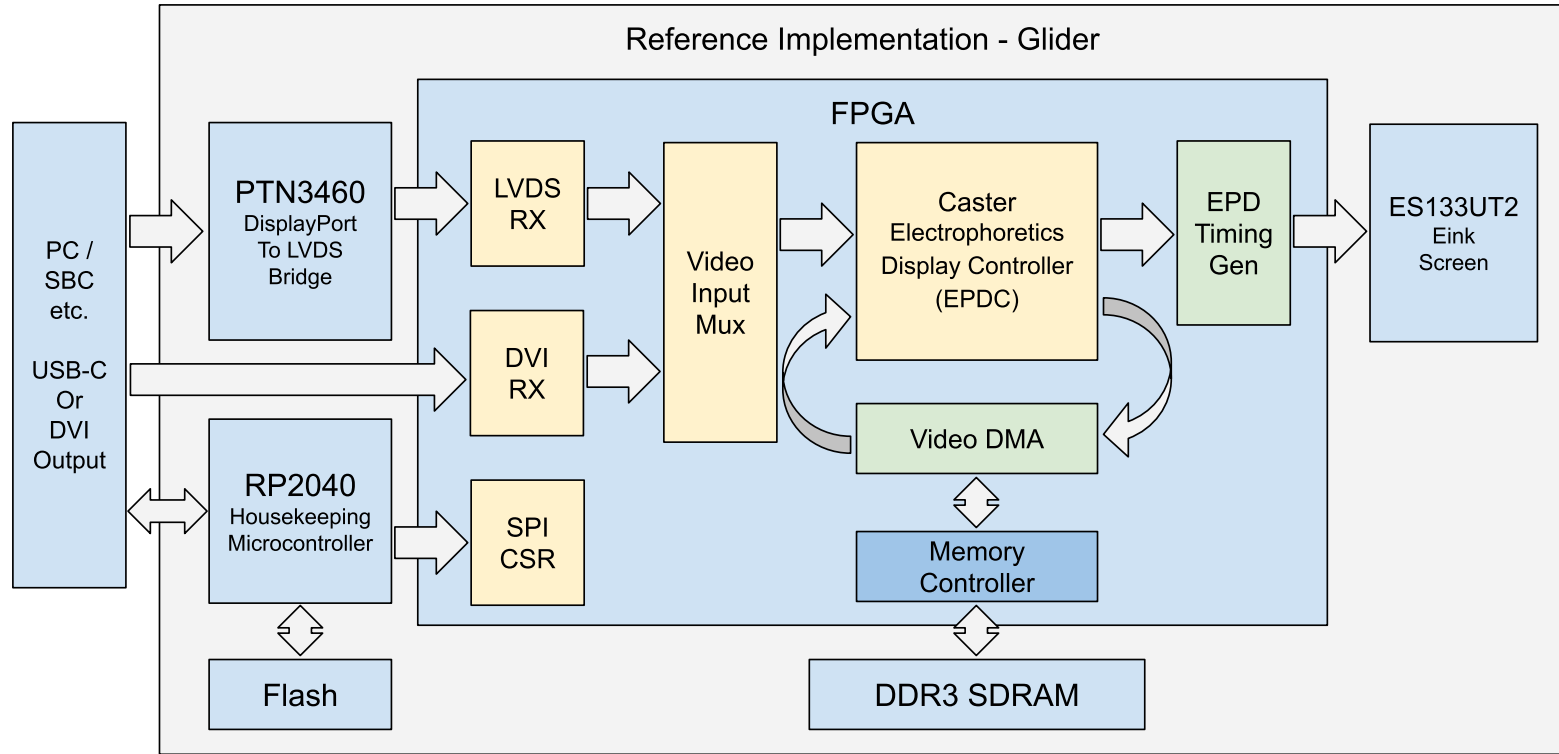 Reference Implementation - Glider
FPGA
PC /
SBC
etc.
USB-C
Or
DVI
Output
PTN3460
DisplayPort
To LVDS
Bridge
LVDS
RX
Video
Input
Mux
Caster
Electrophoretics
Display Controller
(EPDC)
EPD
Timing
Gen
ES133UT2
Eink
Screen
DVI
RX
Video DMA
RP2040
Housekeeping
Microcontroller
SPI
CSR
Memory
Controller
Flash
DDR3 SDRAM